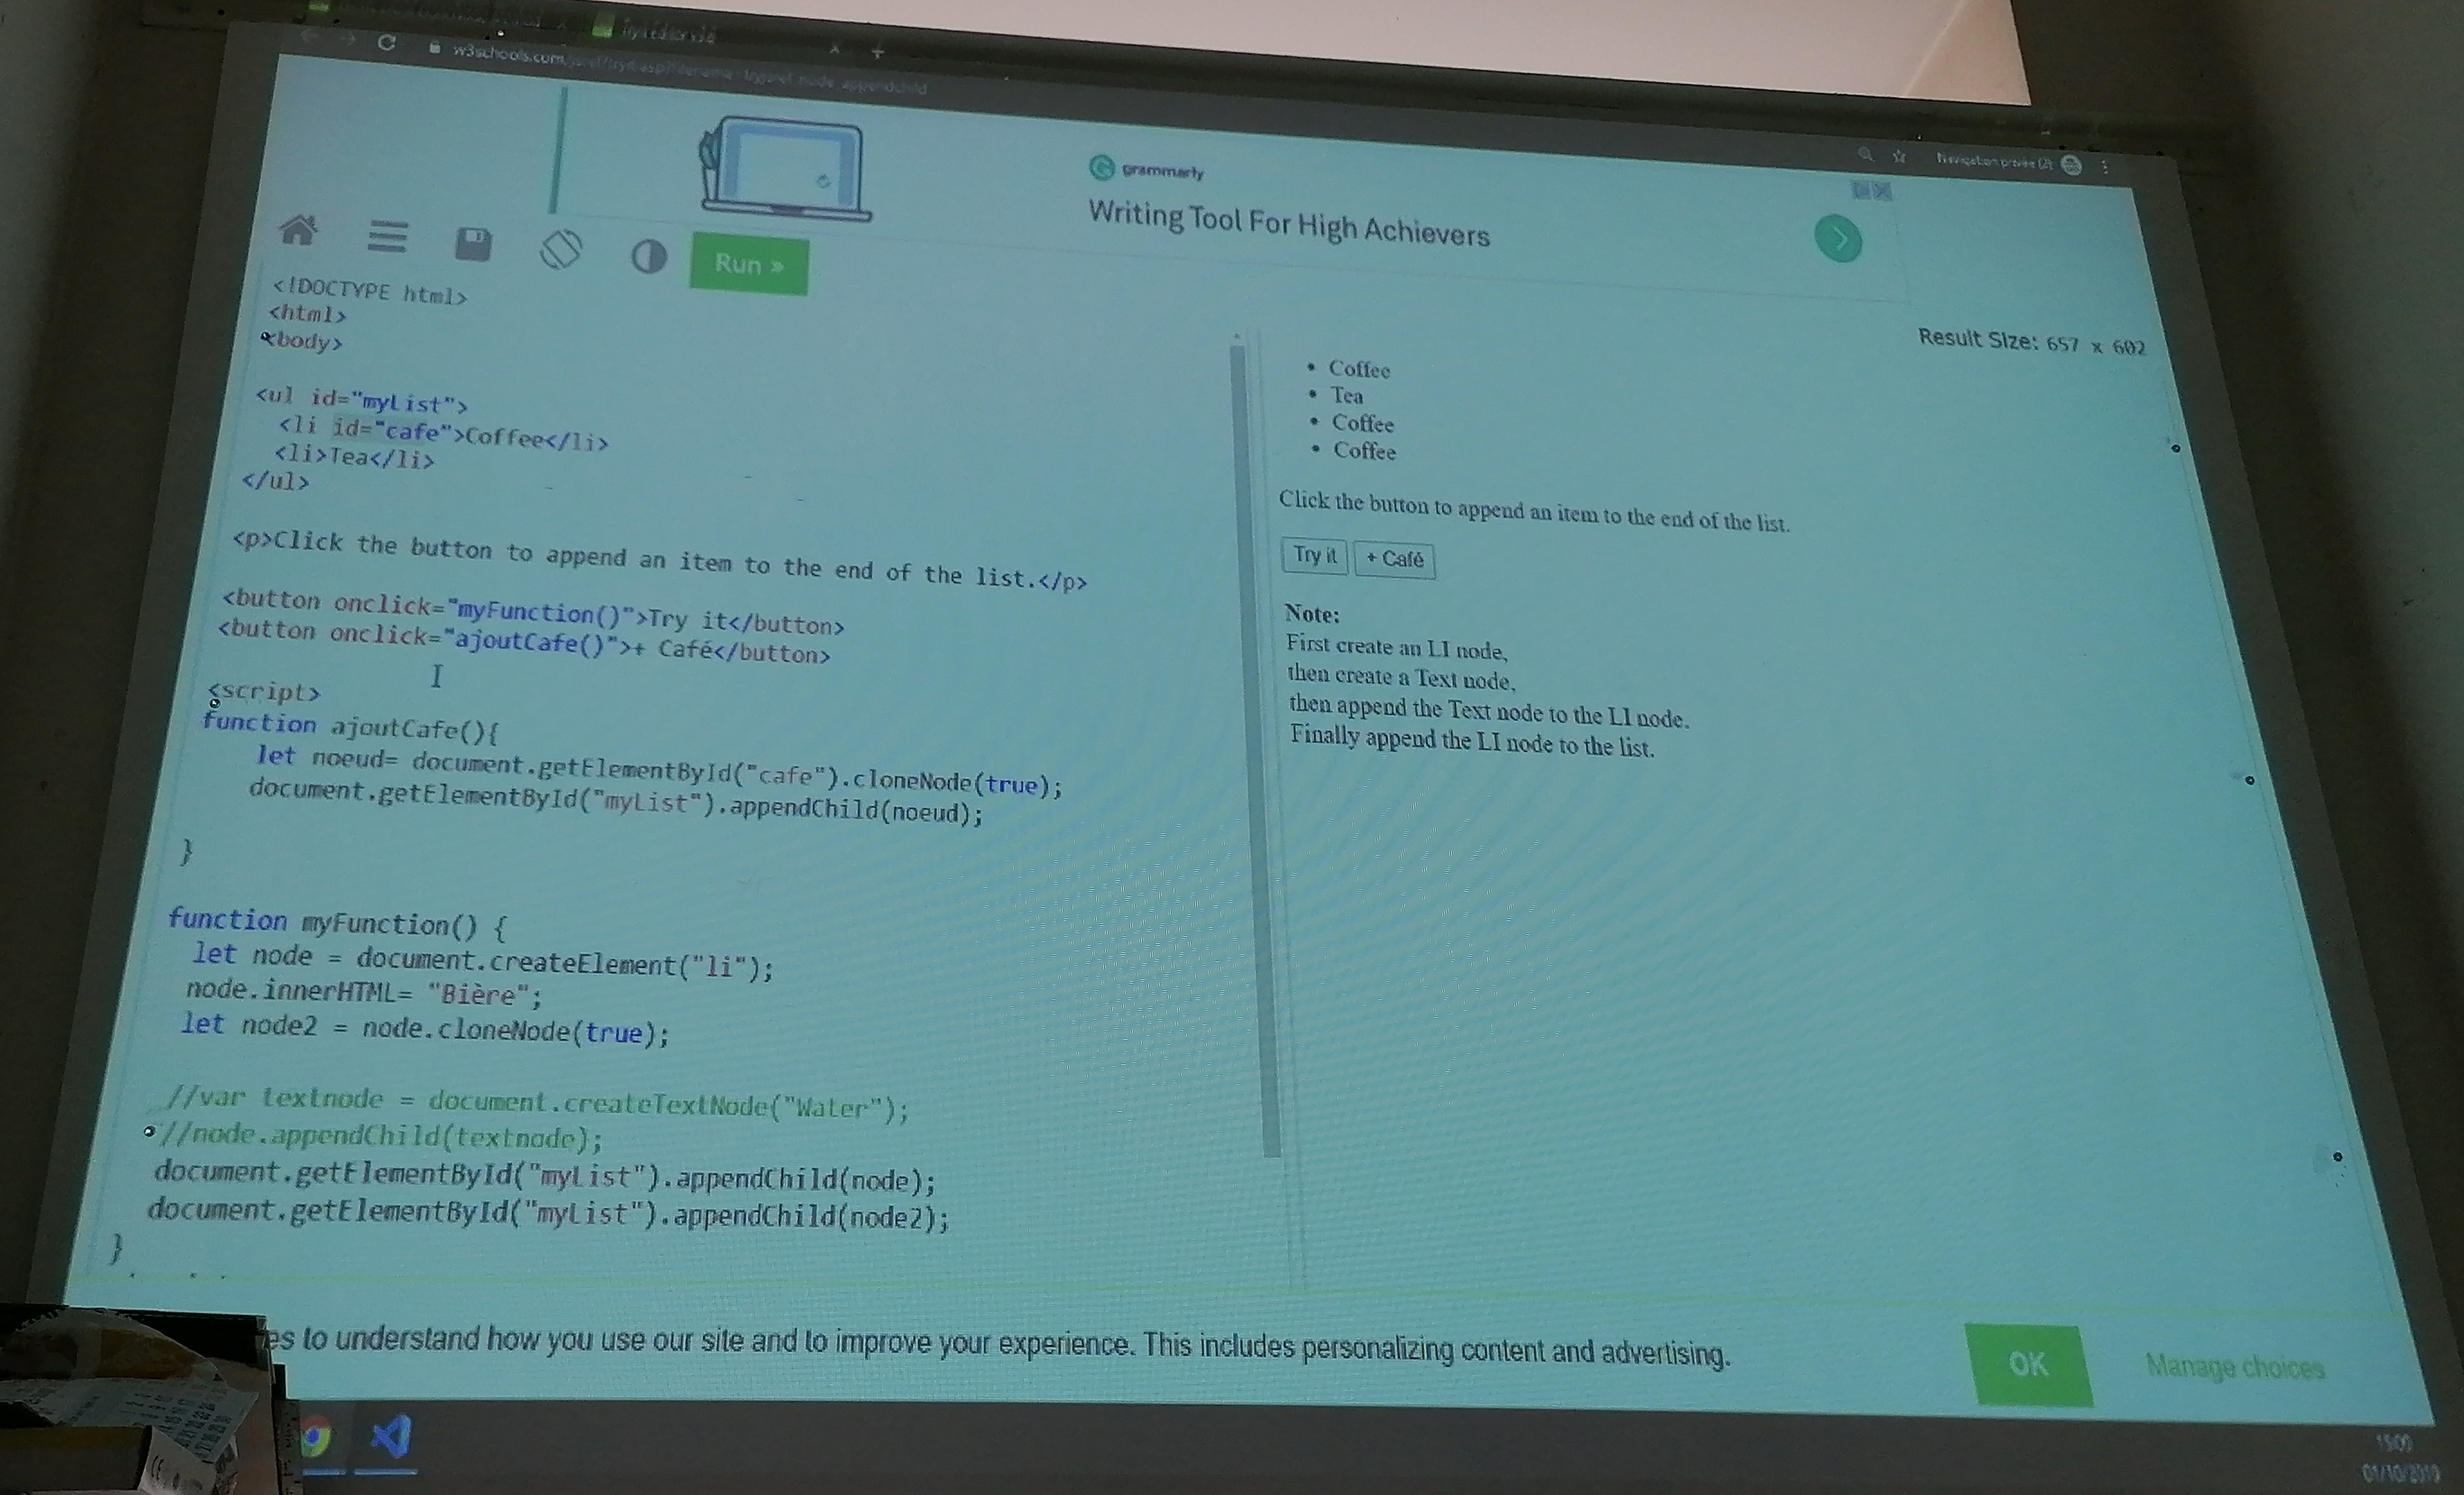 w3schools.com
grammarly
Writing Tool For High Achievers
Run »
Result Size: 657 x 602
<!DOCTYPE html>
<html>
<body>
<ul id="myList">
<li id="cafe">Coffee</li>
<li>Tea</li>
</ul>
<p>Click the button to append an item to the end of the list.</p>
<button onclick="myFunction()">Try it</button>
<button onclick="ajoutCafe()">+ Café</button>
<script>
function ajoutCafe(){
let noeud= document.getElementById("cafe").cloneNode(true);
document.getElementById("myList").appendChild(noeud);
}
function myFunction() {
let node = document.createElement("li");
node.innerHTML= "Bière";
let node2 = node.cloneNode(true);
//var textnode = document.createTextNode("Water");
//node.appendChild(textnode);
document.getElementById("myList").appendChild(node);
document.getElementById("myList").appendChild(node2);
}
• Coffee
• Tea
• Coffee
• Coffee
Click the button to append an item to the end of the list.
Try it + Café
Note:
First create an LI node,
then create a Text node,
then append the Text node to the LI node.
Finally append the LI node to the list.
es to understand how you use our site and to improve your experience. This includes personalizing content and advertising.
OK Manage choices
15:00
01/10/2019